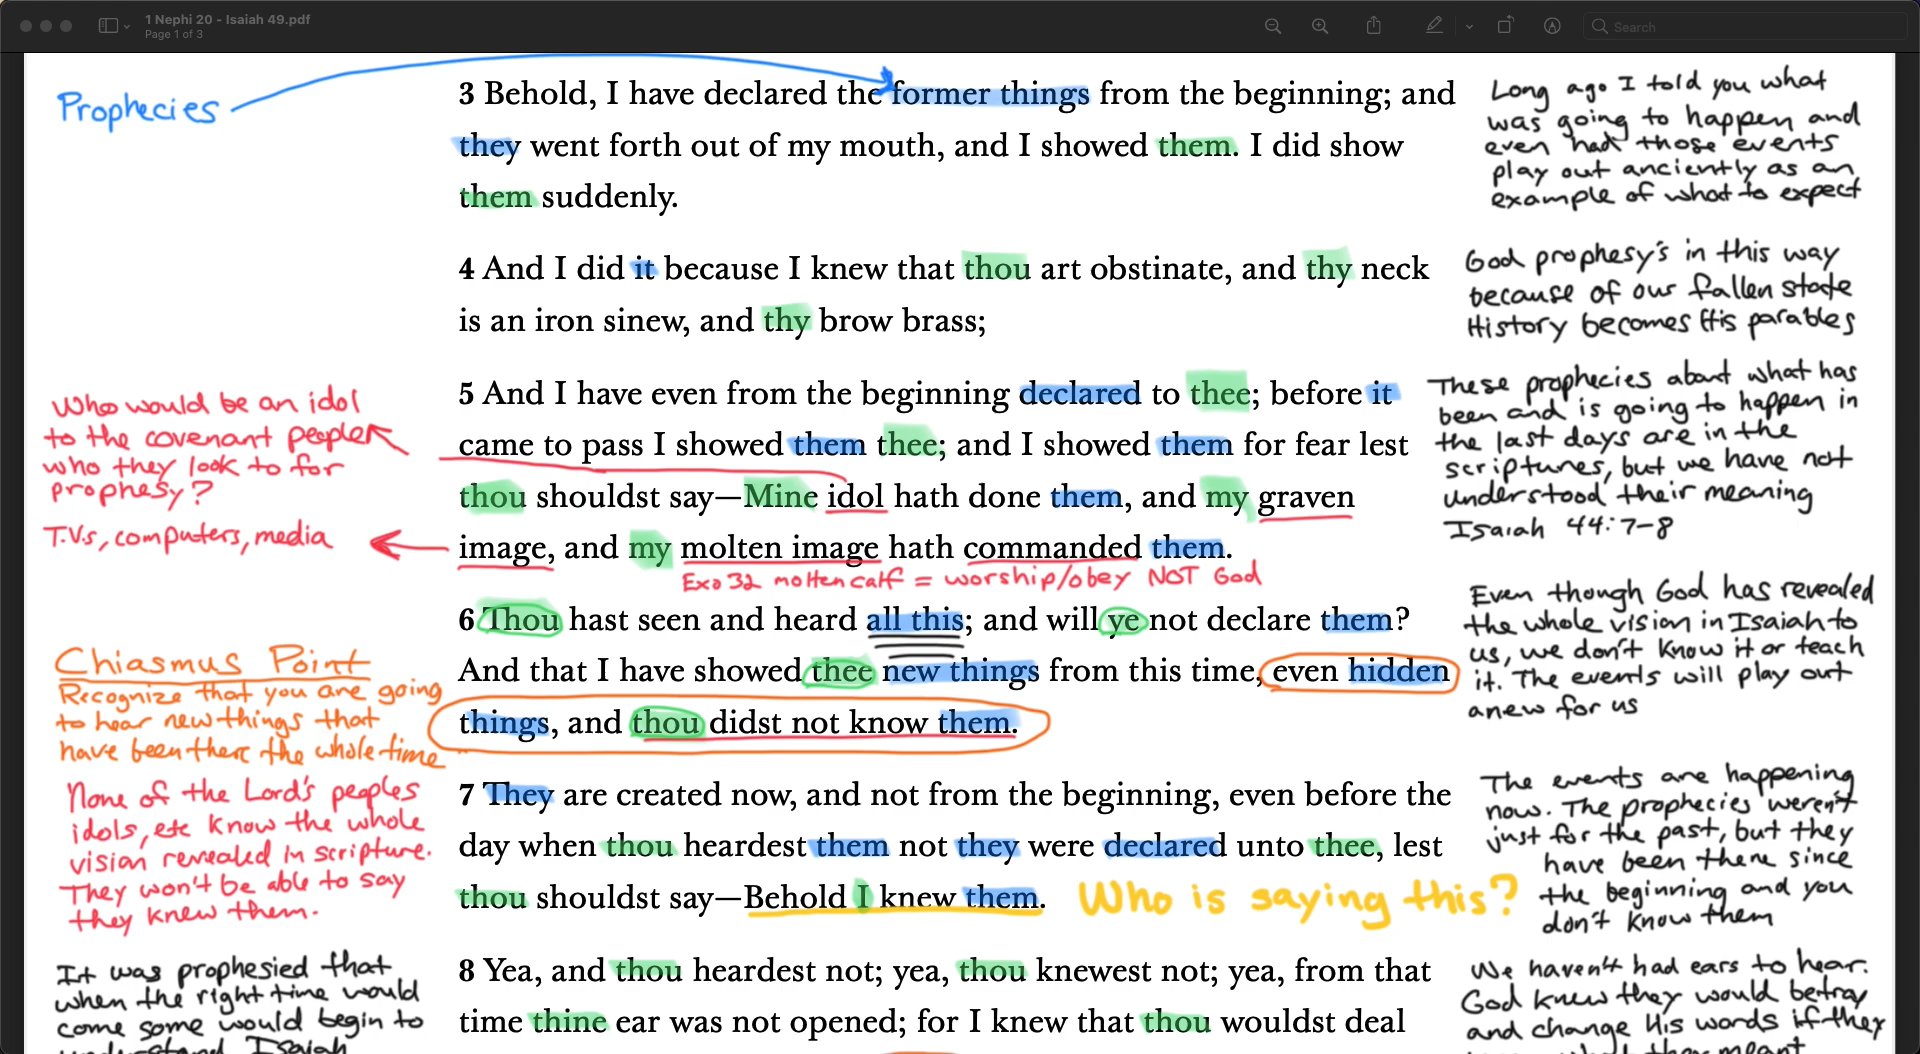 1 Nephi 20 - Isaiah 49.pdf
Page 1 of 3
Search
Prophecies
3 Behold, I have declared the former things from the beginning; and
they went forth out of my mouth, and I showed them. I did show
them suddenly.
Long ago I told you what
was going to happen and
even had those events
play out anciently as an
example of what to expect
4 And I did it because I knew that thou art obstinate, and thy neck
is an iron sinew, and thy brow brass;
God prophesy's in this way
because of our fallen state
History becomes His parables
Who would be an idol
to the covenant people
who they look to for
prophesy?
T.V.s, computers, media
5 And I have even from the beginning declared to thee; before it
came to pass I showed them thee; and I showed them for fear lest
thou shouldst say—Mine idol hath done them, and my graven
image, and my molten image hath commanded them.
Exo 32 molten calf = worship/obey NOT God
These prophecies about what has
been and is going to happen in
the last days are in the
scriptures, but we have not
understood their meaning
Isaiah 44:7-8
6 Thou hast seen and heard all this; and will ye not declare them?
And that I have showed thee new things from this time, even hidden
things, and thou didst not know them.
Even though God has revealed
the whole vision in Isaiah to
us, we don't know it or teach
it. The events will play out
anew for us
Chiasmus Point
Recognize that you are going
to hear new things that
have been there the whole time
None of the Lord's peoples
idols, etc know the whole
vision revealed in scripture.
They won't be able to say
they knew them.
7 They are created now, and not from the beginning, even before the
day when thou heardest them not they were declared unto thee, lest
thou shouldst say—Behold I knew them.
Who is saying this?
The events are happening
now. The prophecies weren't
just for the past, but they
have been there since
the beginning and you
don't know them
It was prophesied that
when the right time would
come some would begin to
understand Isaiah
8 Yea, and thou heardest not; yea, thou knewest not; yea, from that
time thine ear was not opened; for I knew that thou wouldst deal
We haven't had ears to hear.
God knew they would betray
and change His words if they
what they meant